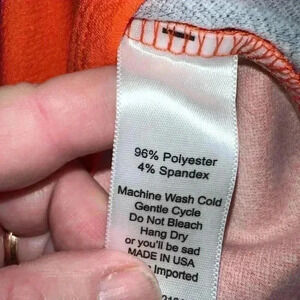 96% Polyester
4% Spandex
Machine Wash Cold
Gentle Cycle
Do Not Bleach
Hang Dry
or you'll be sad
MADE IN USA
Imported